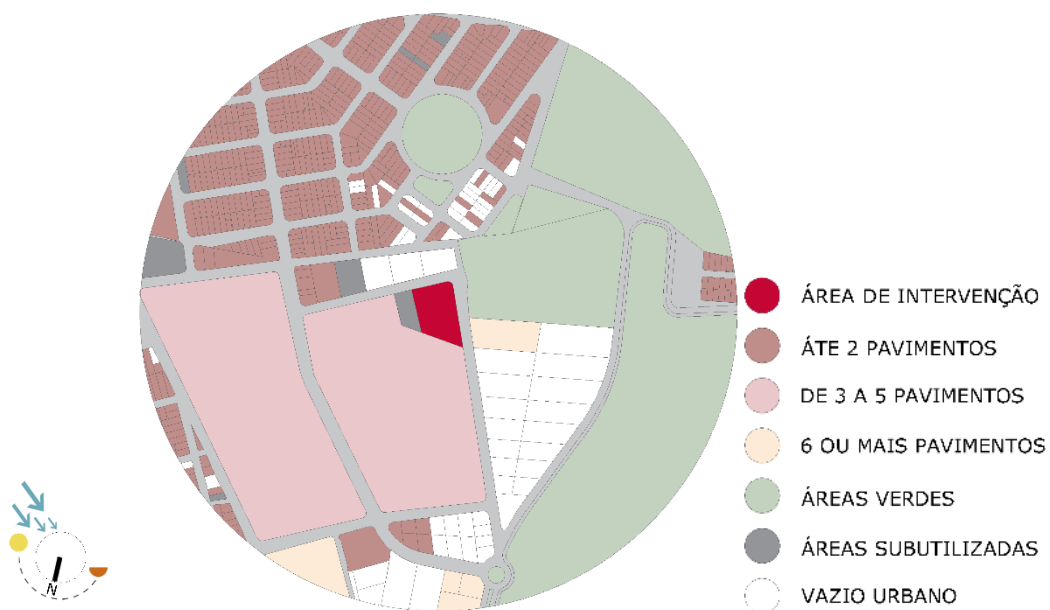 ÁREA DE INTERVENÇÃO
ÁTE 2 PAVIMENTOS
DE 3 A 5 PAVIMENTOS
6 OU MAIS PAVIMENTOS
ÁREAS VERDES
ÁREAS SUBUTILIZADAS
VAZIO URBANO
N